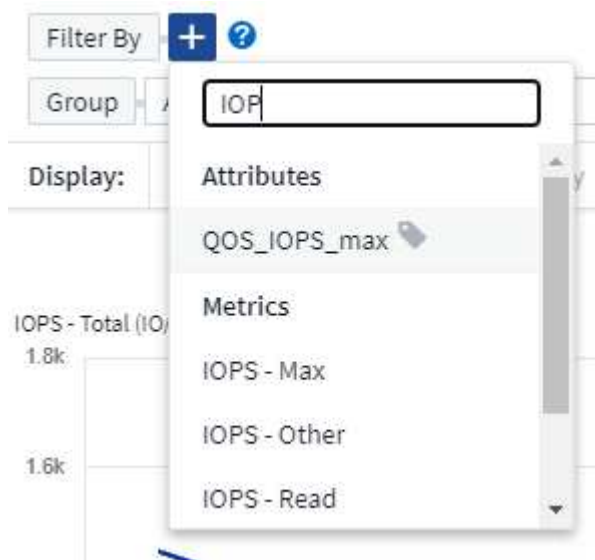 Filter By + ?
Group A
IOP
Display:
Attributes
QOS_IOPS_max
Metrics
IOPS - Total (IO/
1.8k
IOPS - Max
IOPS - Other
1.6k
IOPS - Read